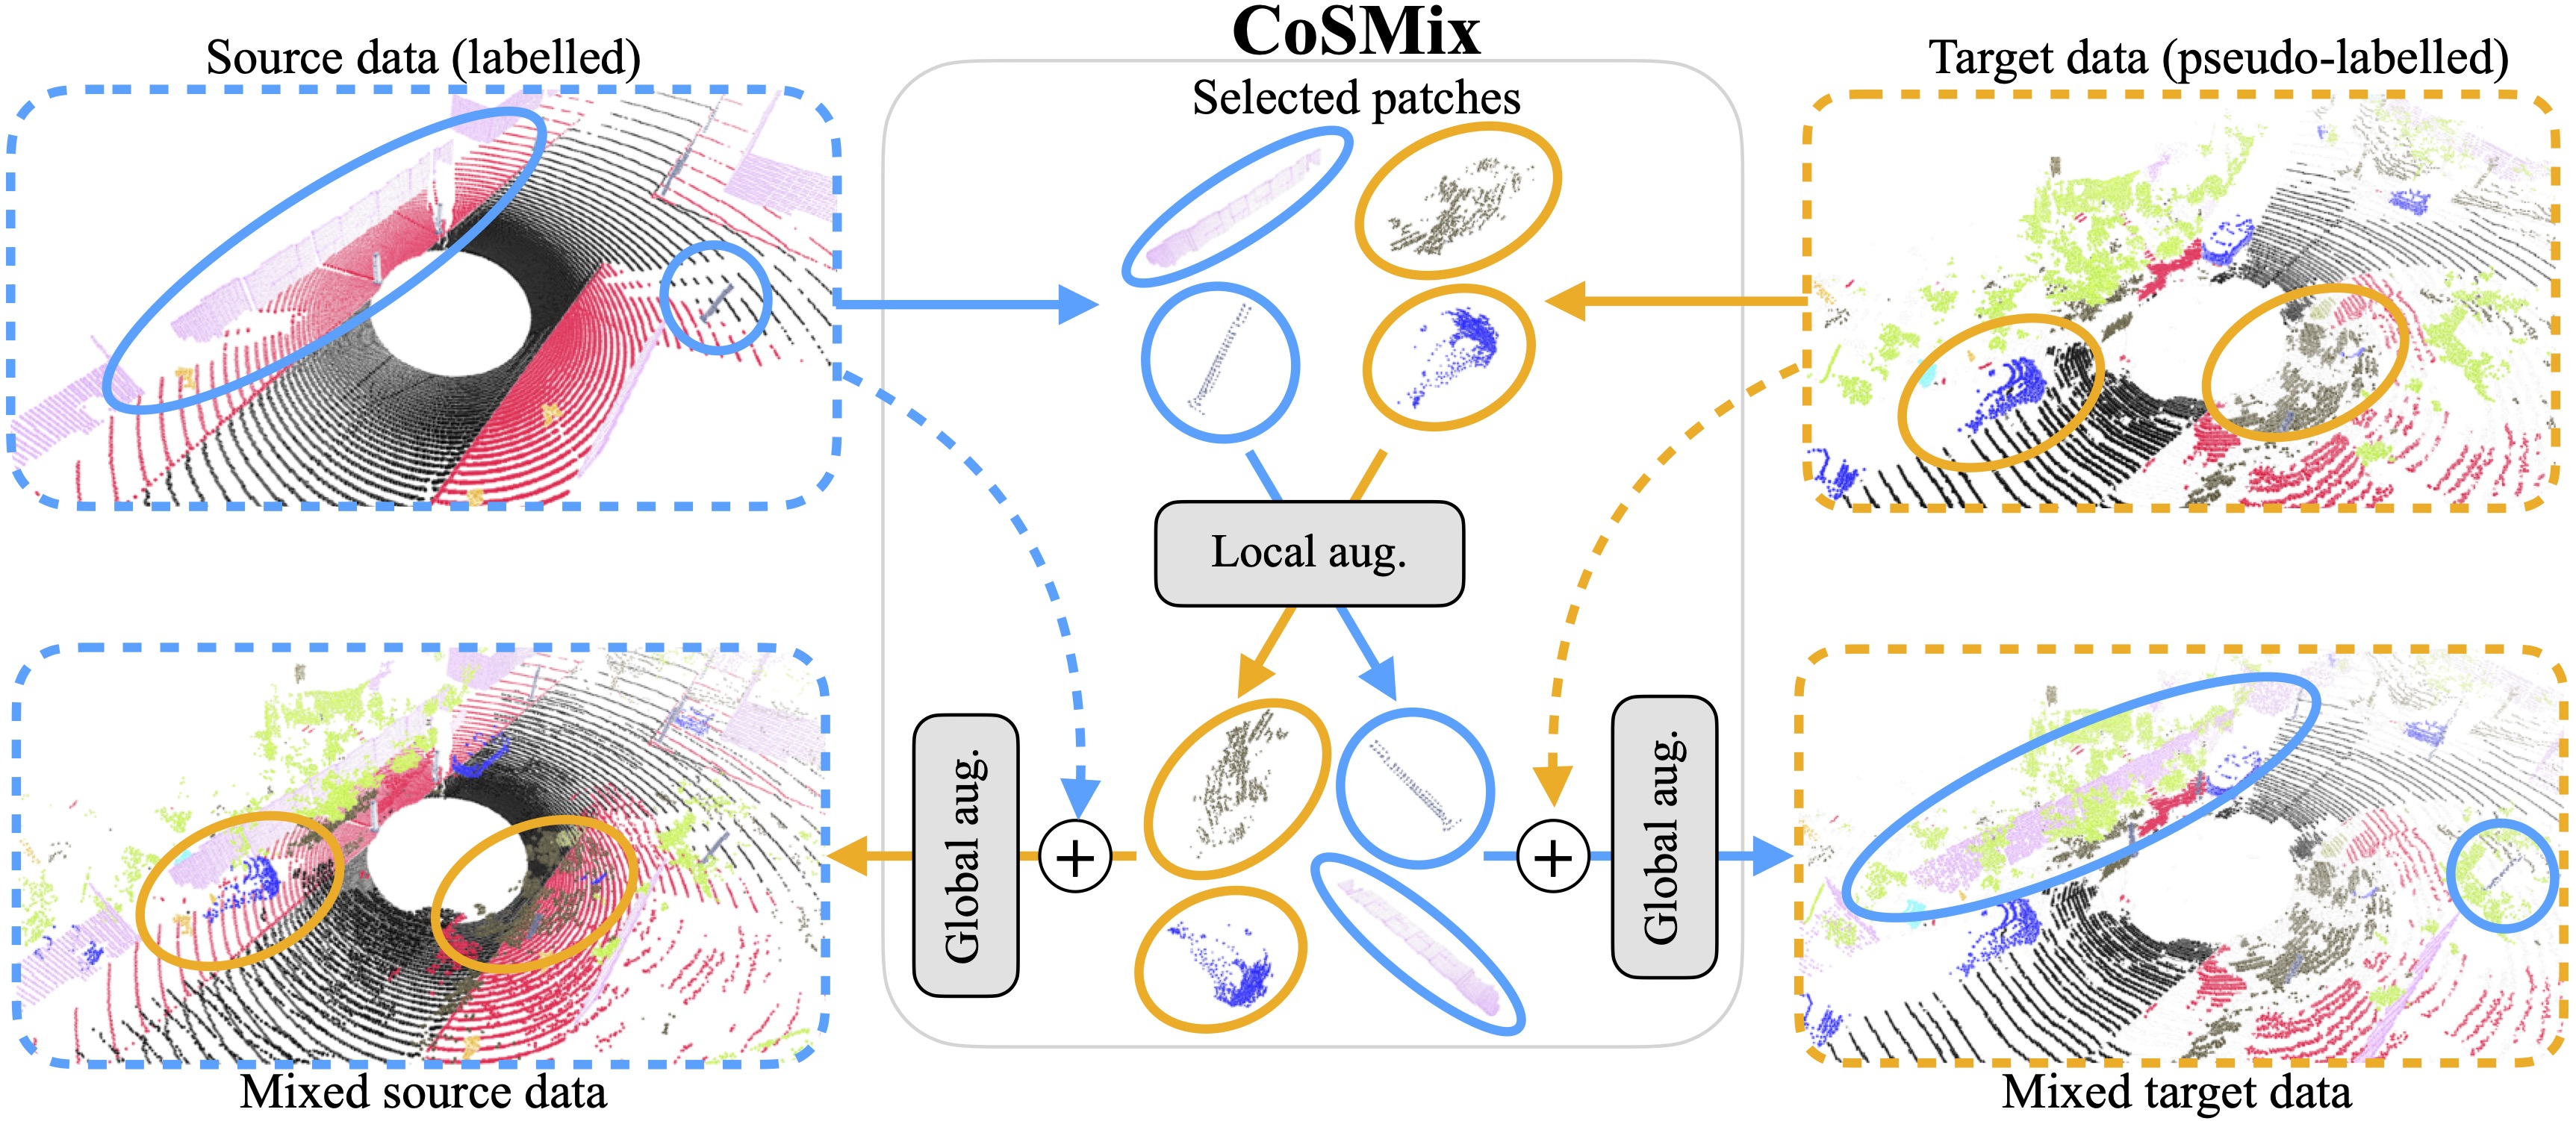 CoSMix
Source data (labelled)
Selected patches
Target data (pseudo-labelled)
Local aug.
Global aug.
+
+
Global aug.
Mixed source data
Mixed target data